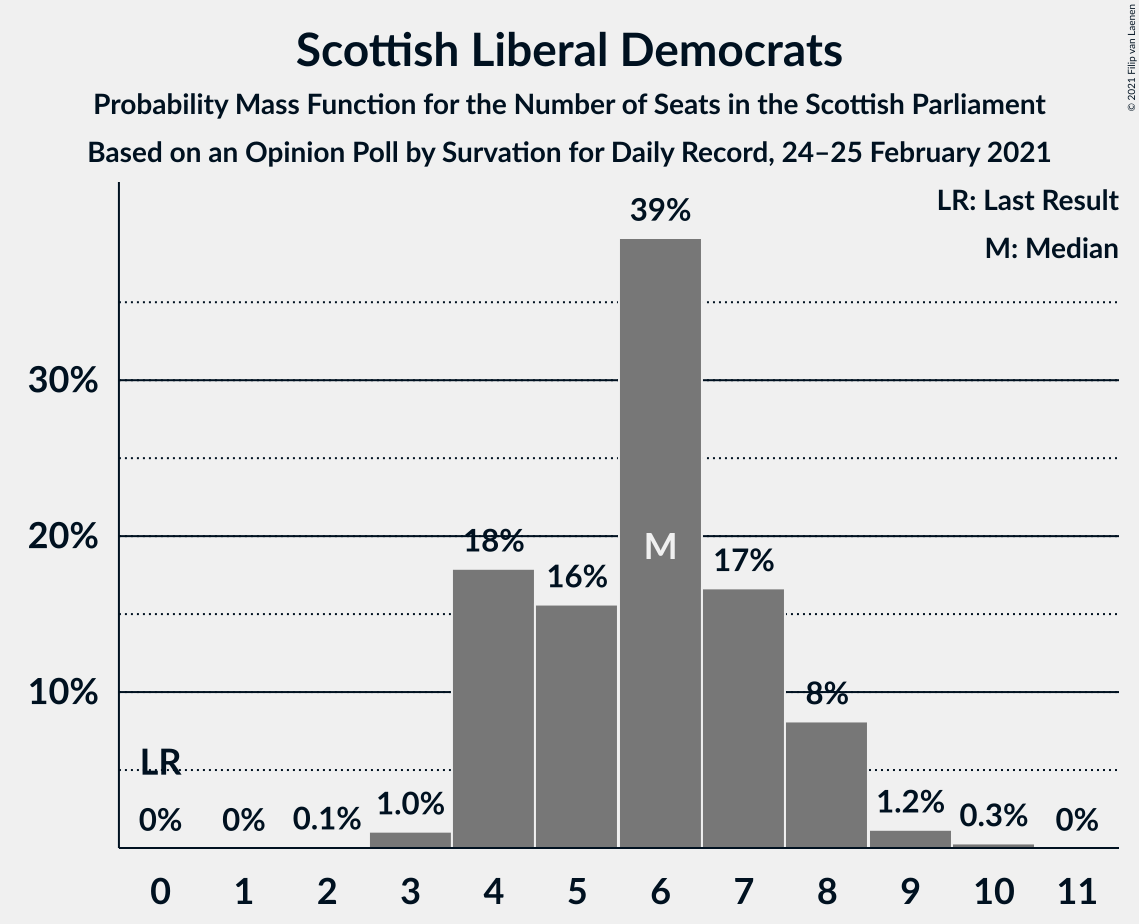 Scottish Liberal Democrats
Probability Mass Function for the Number of Seats in the Scottish Parliament
Based on an Opinion Poll by Survation for Daily Record, 24–25 February 2021
© 2021 Filip van Laenen
LR: Last Result
M: Median
39%
30%
20%
18%
M
17%
16%
10%
8%
LR
0%
0%
0.1%
1.0%
1.2%
0.3%
0%
0 1 2 3 4 5 6 7 8 9 10 11